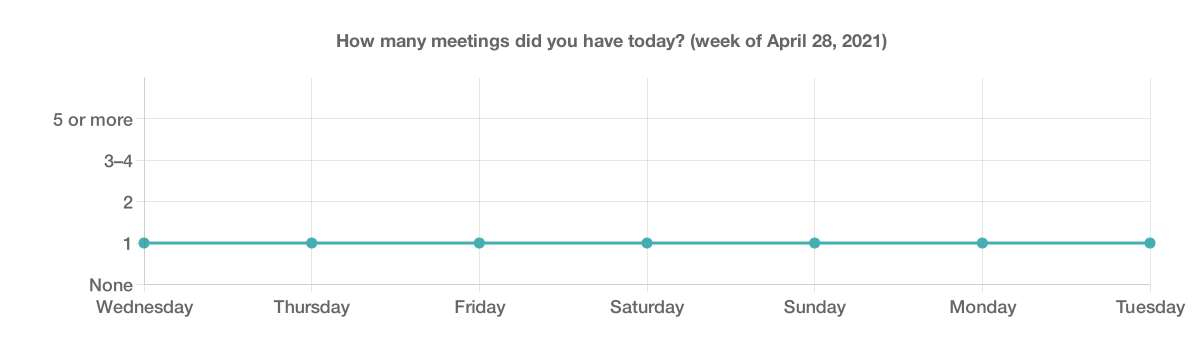 How many meetings did you have today? (week of April 28, 2021)
5 or more
3–4
2
1
None
Wednesday Thursday Friday Saturday Sunday Monday Tuesday